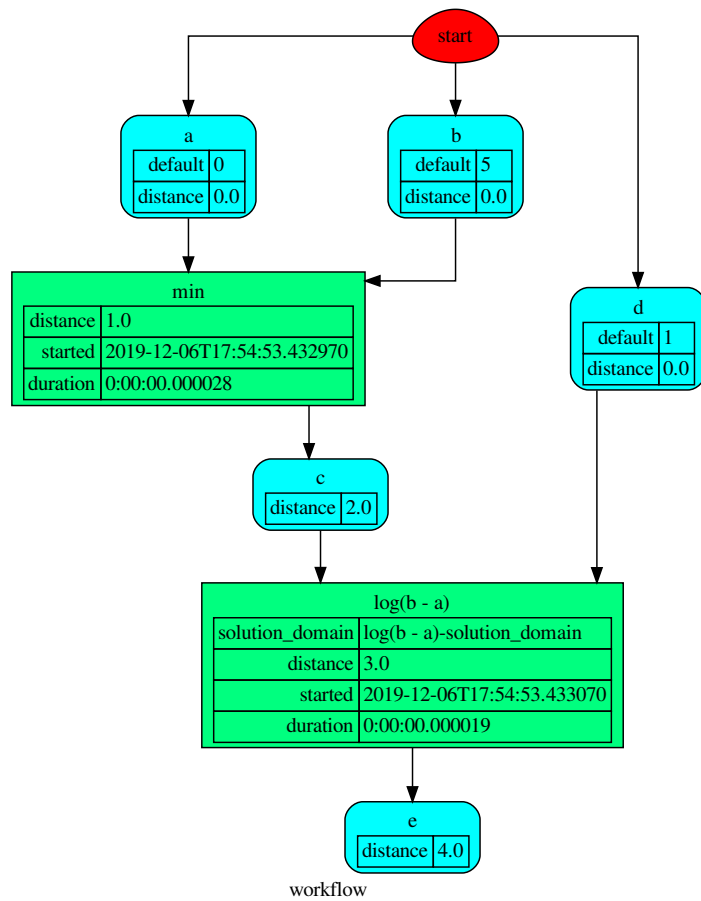 start
a
default 0
distance 0.0
b
default 5
distance 0.0
min
distance 1.0
started 2019-12-06T17:54:53.432970
duration 0:00:00.000028
d
default 1
distance 0.0
c
distance 2.0
log(b - a)
solution_domain log(b - a)-solution_domain
distance 3.0
started 2019-12-06T17:54:53.433070
duration 0:00:00.000019
e
distance 4.0
workflow